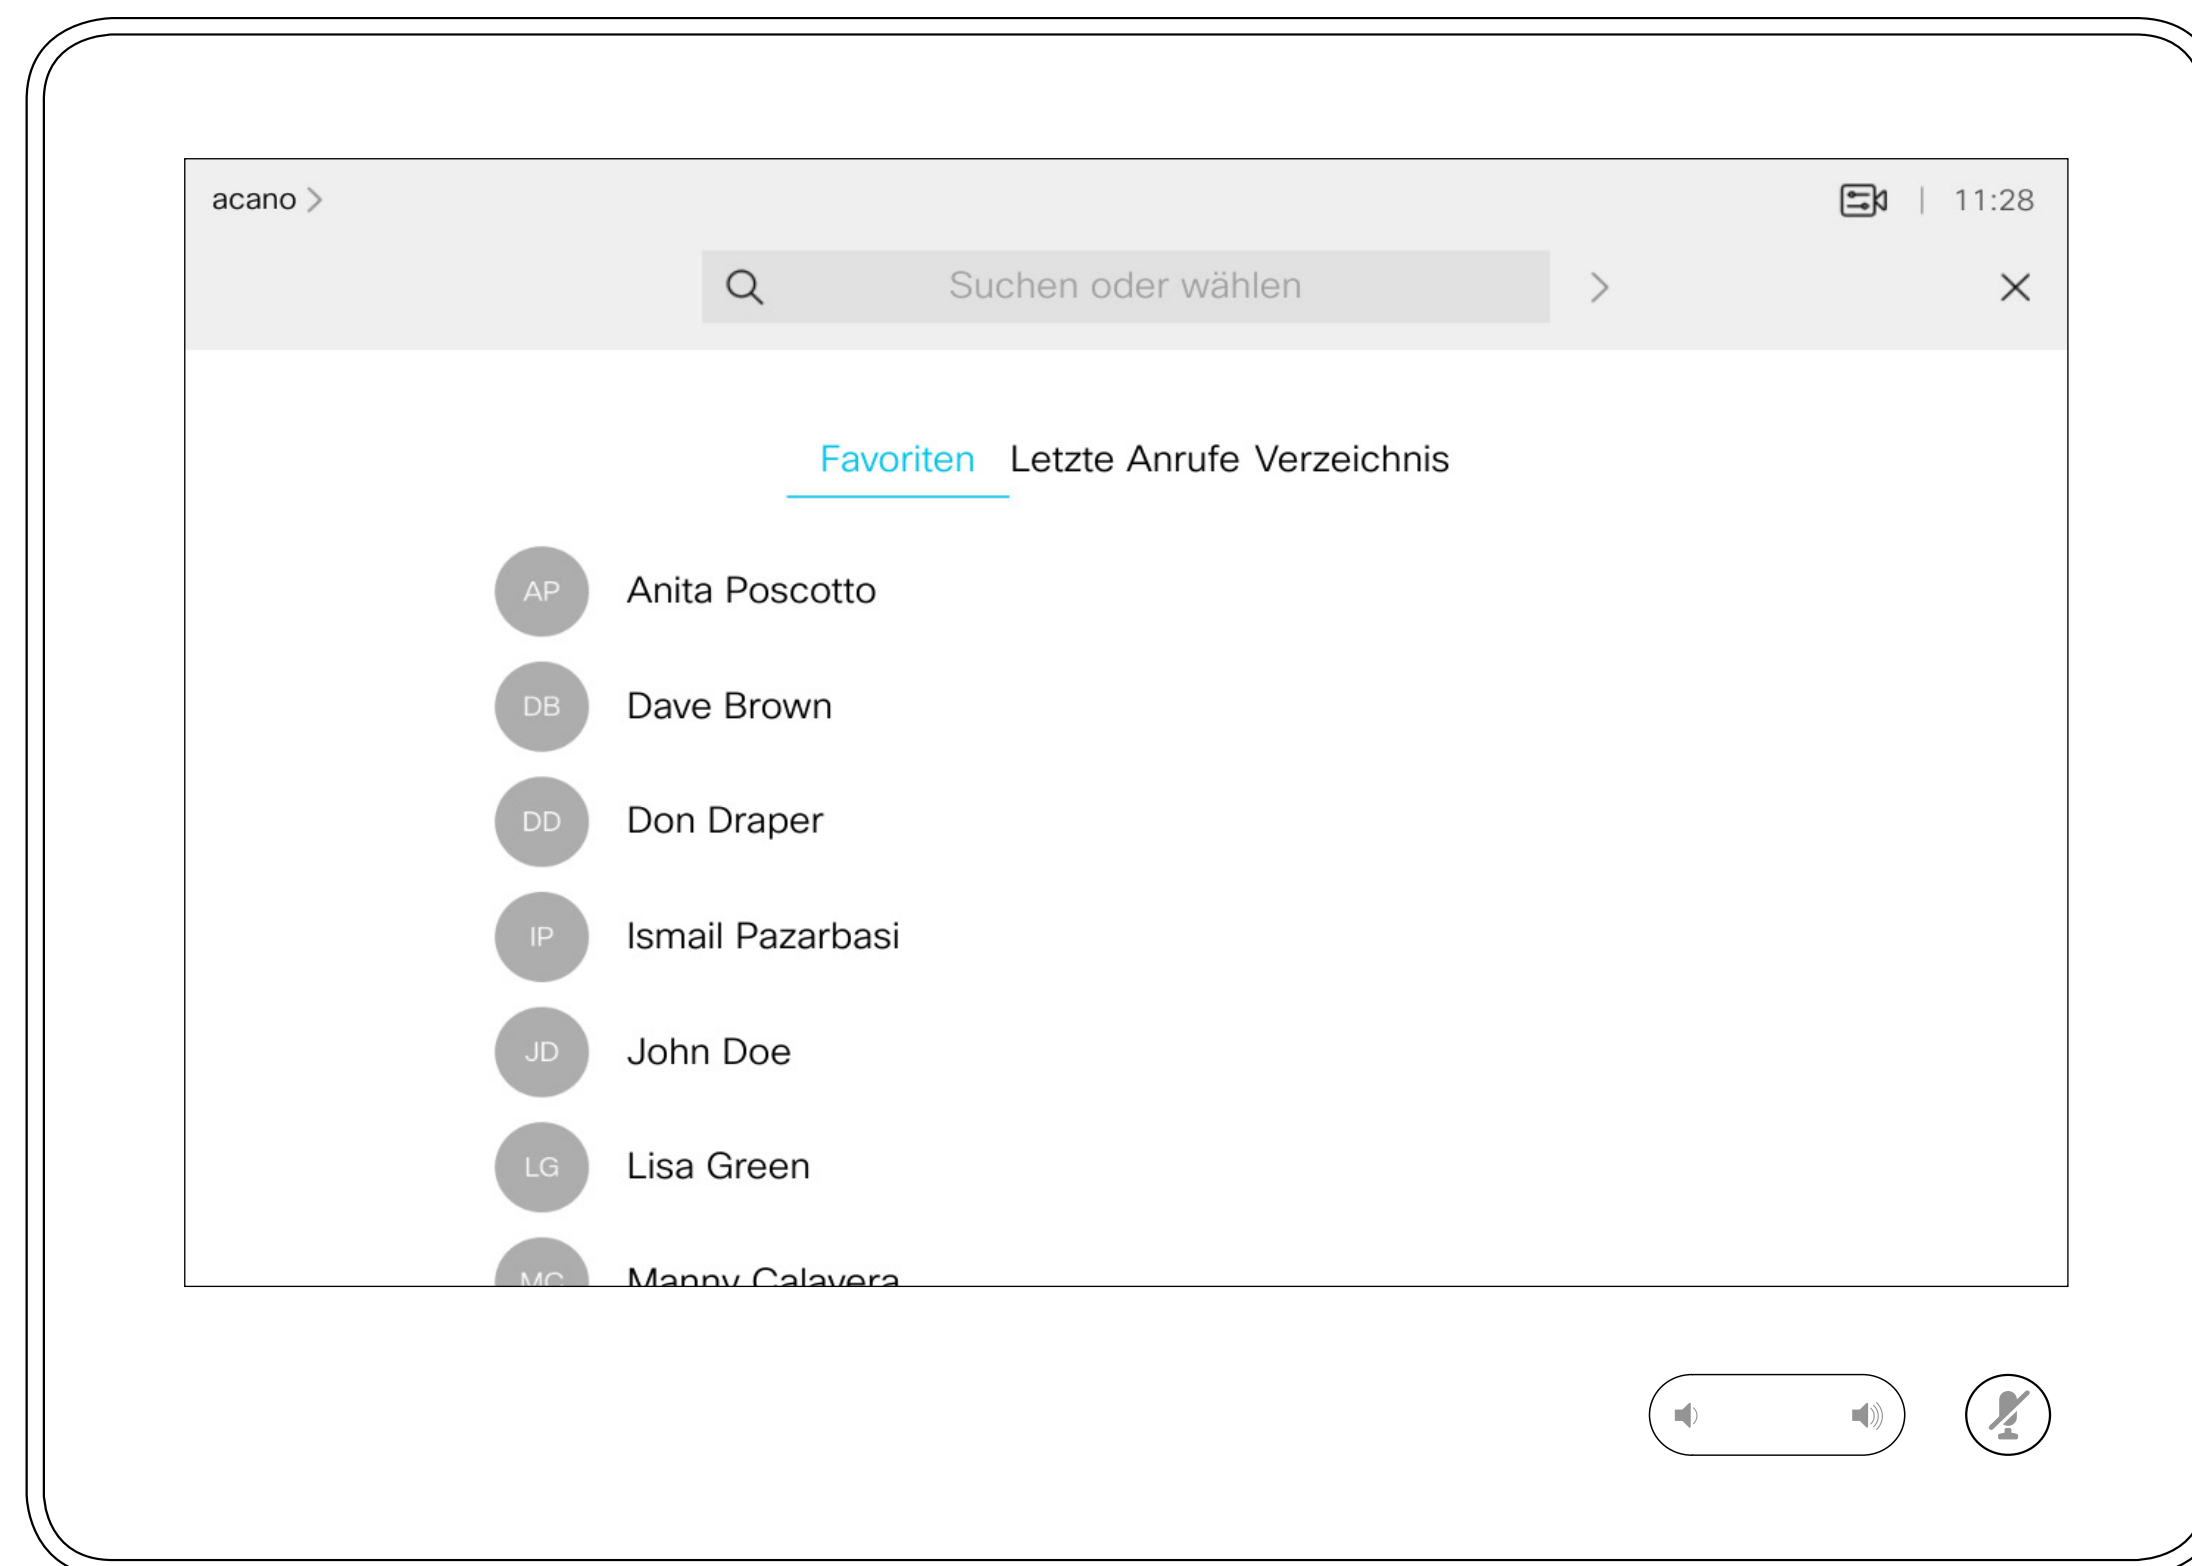 acano
11:28
Suchen oder wählen
Favoriten Letzte Anrufe Verzeichnis
AP Anita Poscotto
DB Dave Brown
DD Don Draper
IP Ismail Pazarbasi
JD John Doe
LG Lisa Green
MC Manny Calavera